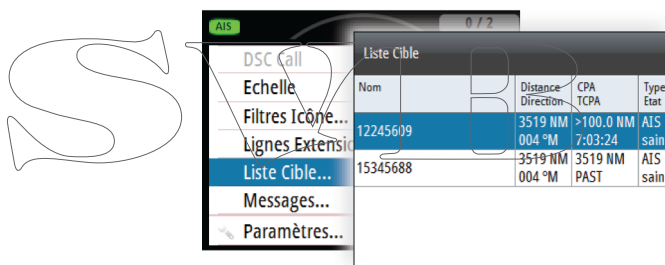 AIS
0 / 2
DSC Call
Echelle
Filtres Icône...
Lignes Extensic
Liste Cible...
Messages...
Paramètres...
Liste Cible
Nom Distance Direction CPA TCPA Type Etat
12245609 3519 NM 004 °M >100.0 NM 7:03:24 AIS sain
15345688 3519 NM 004 °M 3519 NM PAST AIS sain